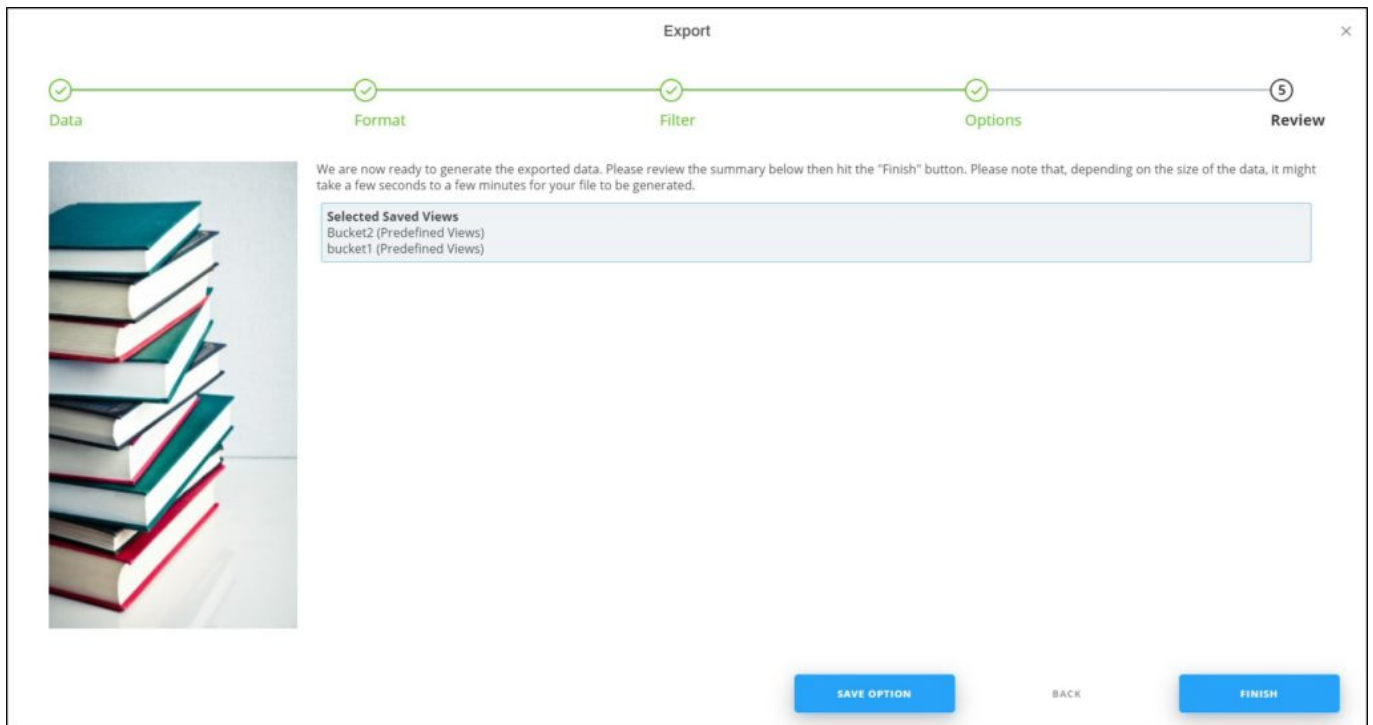 Export
Data
Format
Filter
Options
5
Review
We are now ready to generate the exported data. Please review the summary below then hit the "Finish" button. Please note that, depending on the size of the data, it might
take a few seconds to a few minutes for your file to be generated.
Selected Saved Views
Bucket2 (Predefined Views)
bucket1 (Predefined Views)
SAVE OPTION
BACK
FINISH